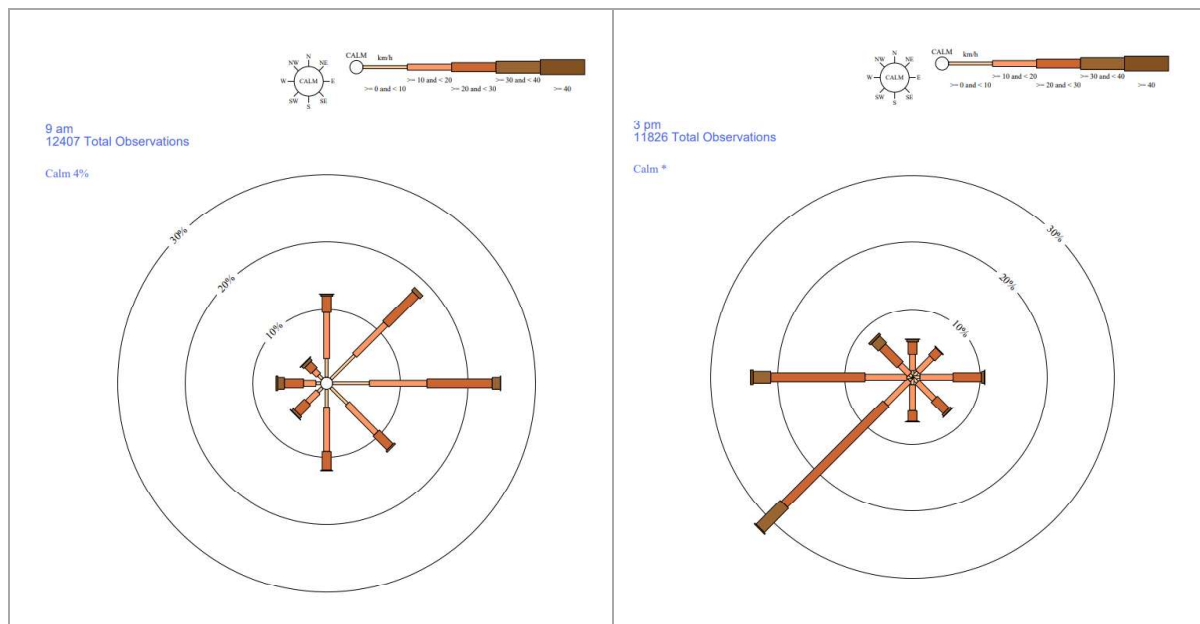 CALM km/h
N
NW NE
W CALM E
SW SE
S
>= 10 and < 20 >= 30 and < 40
>= 0 and < 10 >= 20 and < 30 >= 40
9 am
12407 Total Observations
Calm 4%
30%
20%
10%
CALM km/h
N
NW NE
W CALM E
SW SE
S
>= 10 and < 20 >= 30 and < 40
>= 0 and < 10 >= 20 and < 30 >= 40
3 pm
11826 Total Observations
Calm *
30%
20%
10%